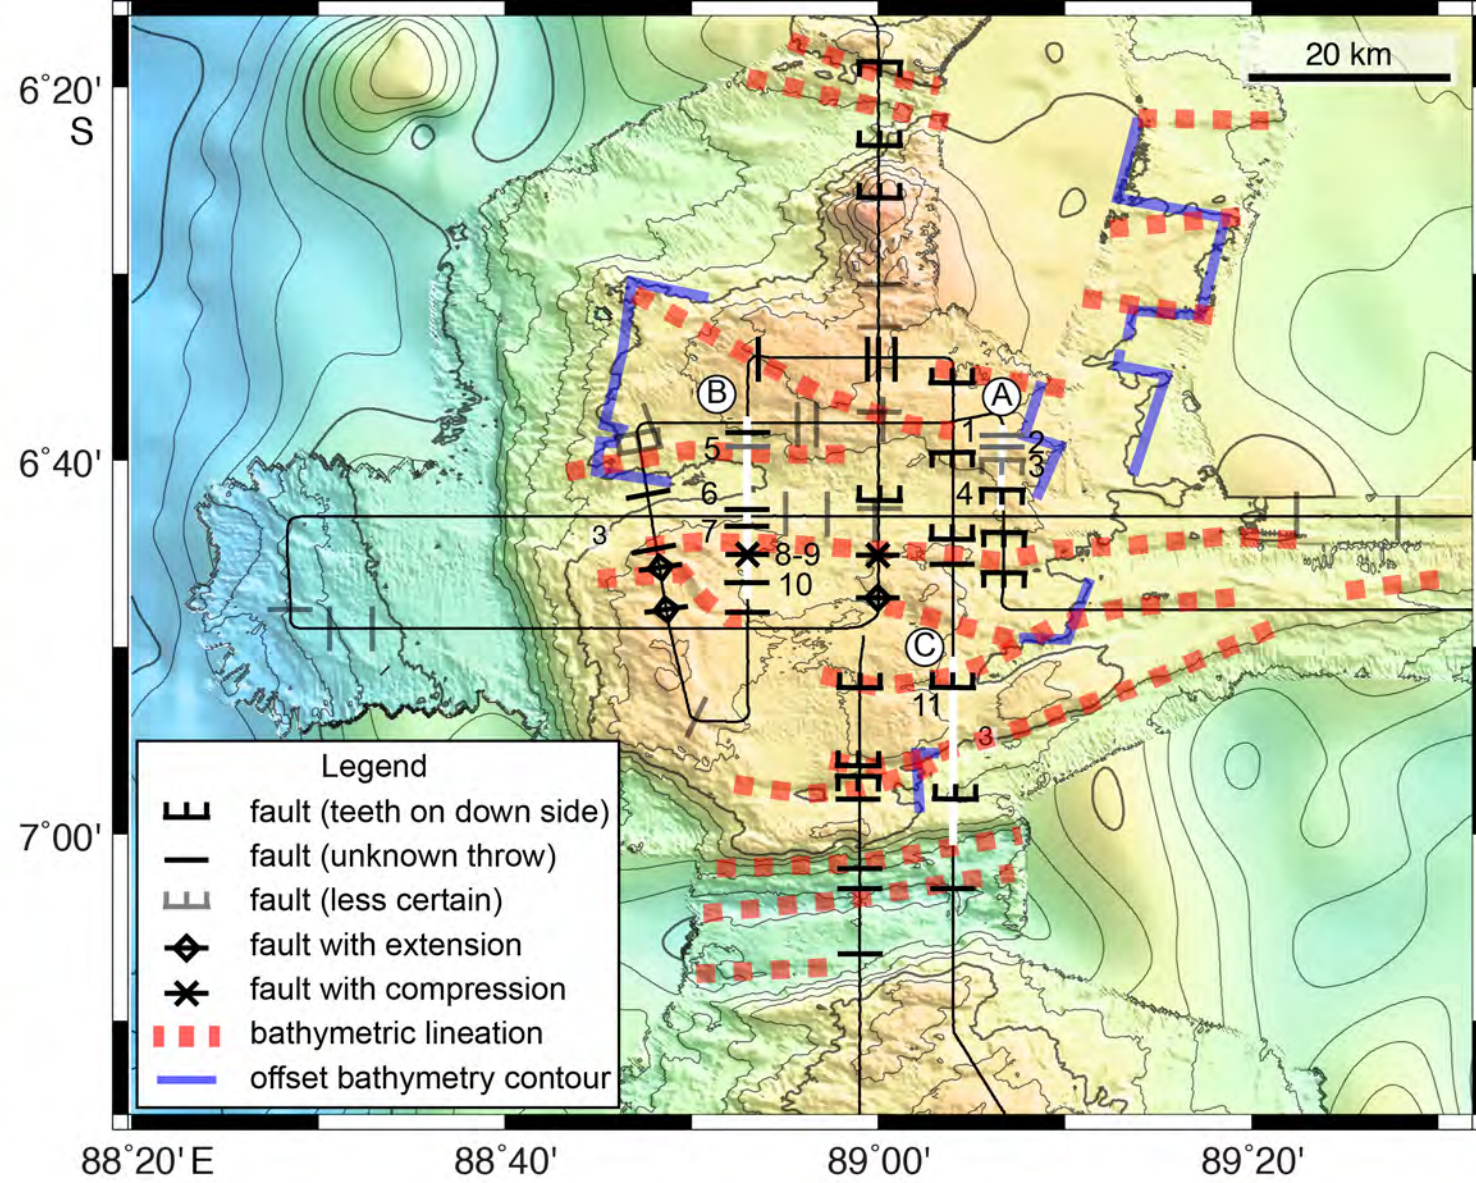 20 km
6°20'
S
B
A
1
2
5
3
6
4
6°40'
7
3
8-9
10
C
11
3
7°00'
Legend
fault (teeth on down side)
fault (unknown throw)
fault (less certain)
fault with extension
fault with compression
bathymetric lineation
offset bathymetry contour
88°20'E
88°40'
89°00'
89°20'